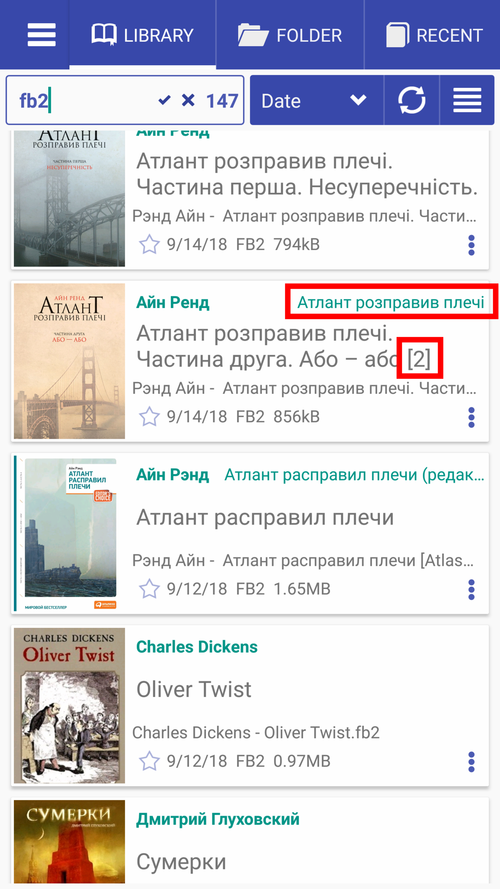 LIBRARY
FOLDER
RECENT
fb2
147
Date
АтлантТ
РОЗПРАВИВ ПЛЕЧІ
ЧАСТИНА ПЕРША
НЕСУПЕРЕЧНІСТЬ
Айн Ренд
Атлант розправив плечі.
Частина перша. Несуперечність.
Рэнд Айн - Атлант розправив плечі. Части...
9/14/18 FB2 794kB
АЙН РЕНД
АтлантТ
РОЗПРАВИВ ПЛЕЧІ
ЧАСТИНА ДРУГА
АБО — АБО
Айн Ренд
Атлант розправив плечі
Атлант розправив плечі.
Частина друга. Або – або [2]
Рэнд Айн - Атлант розправив плечі. Части...
9/14/18 FB2 856kB
Айн Рэнд
АТЛАНТ
РАСПРАВИЛ
ПЛЕЧИ
МИРОВОЙ БЕСТСЕЛЛЕР
Айн Рэнд
Атлант расправил плечи (редак...
Атлант расправил плечи
Рэнд Айн - Атлант расправил плечи [Atlas...
9/12/18 FB2 1.65MB
CHARLES DICKENS
Oliver Twist
Charles Dickens
Oliver Twist
Charles Dickens - Oliver Twist.fb2
9/12/18 FB2 0.97MB
СУМЕРКИ
ДМИТРИЙ ГЛУХОВСКИЙ
Дмитрий Глуховский
Сумерки